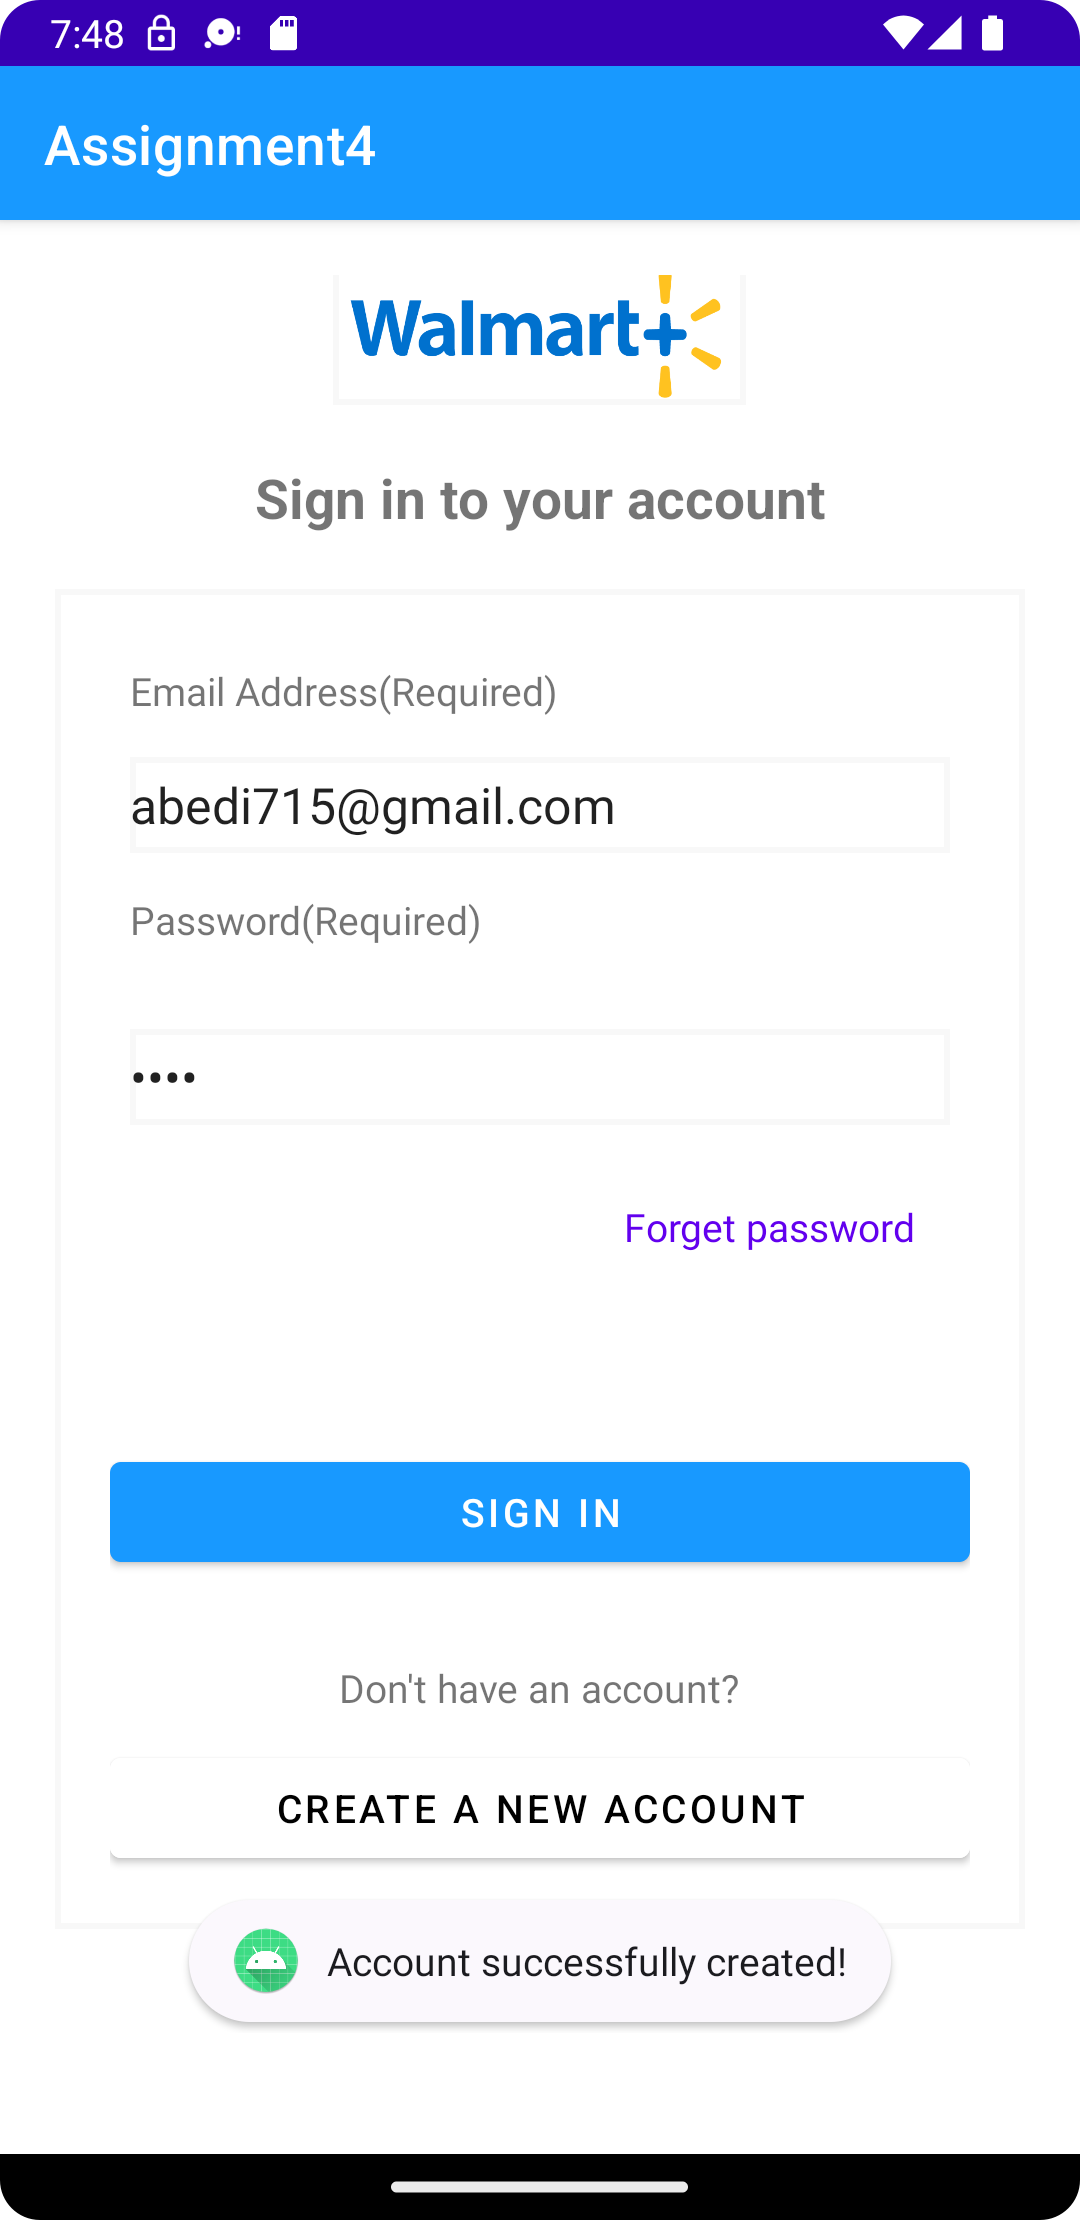 7:48
Assignment4
Walmart+
Sign in to your account
Email Address(Required)
abedi715@gmail.com
Password(Required)
••••
Forget password
SIGN IN
Don't have an account?
CREATE A NEW ACCOUNT
Account successfully created!